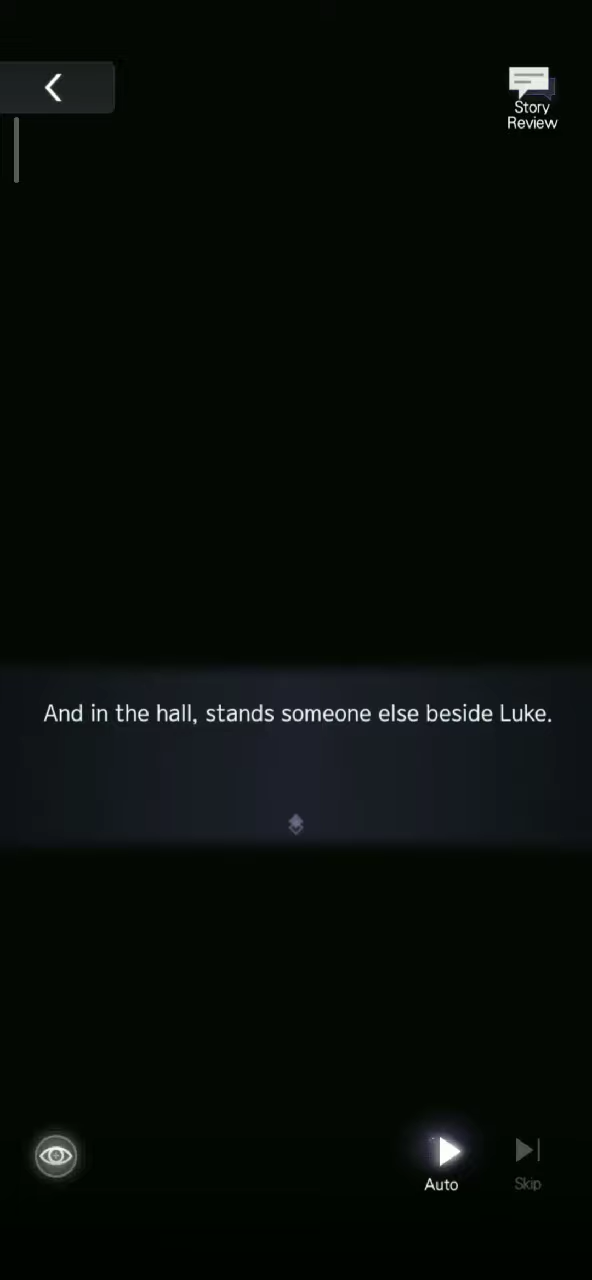 Story
Review
And in the hall, stands someone else beside Luke.
Auto
Skip